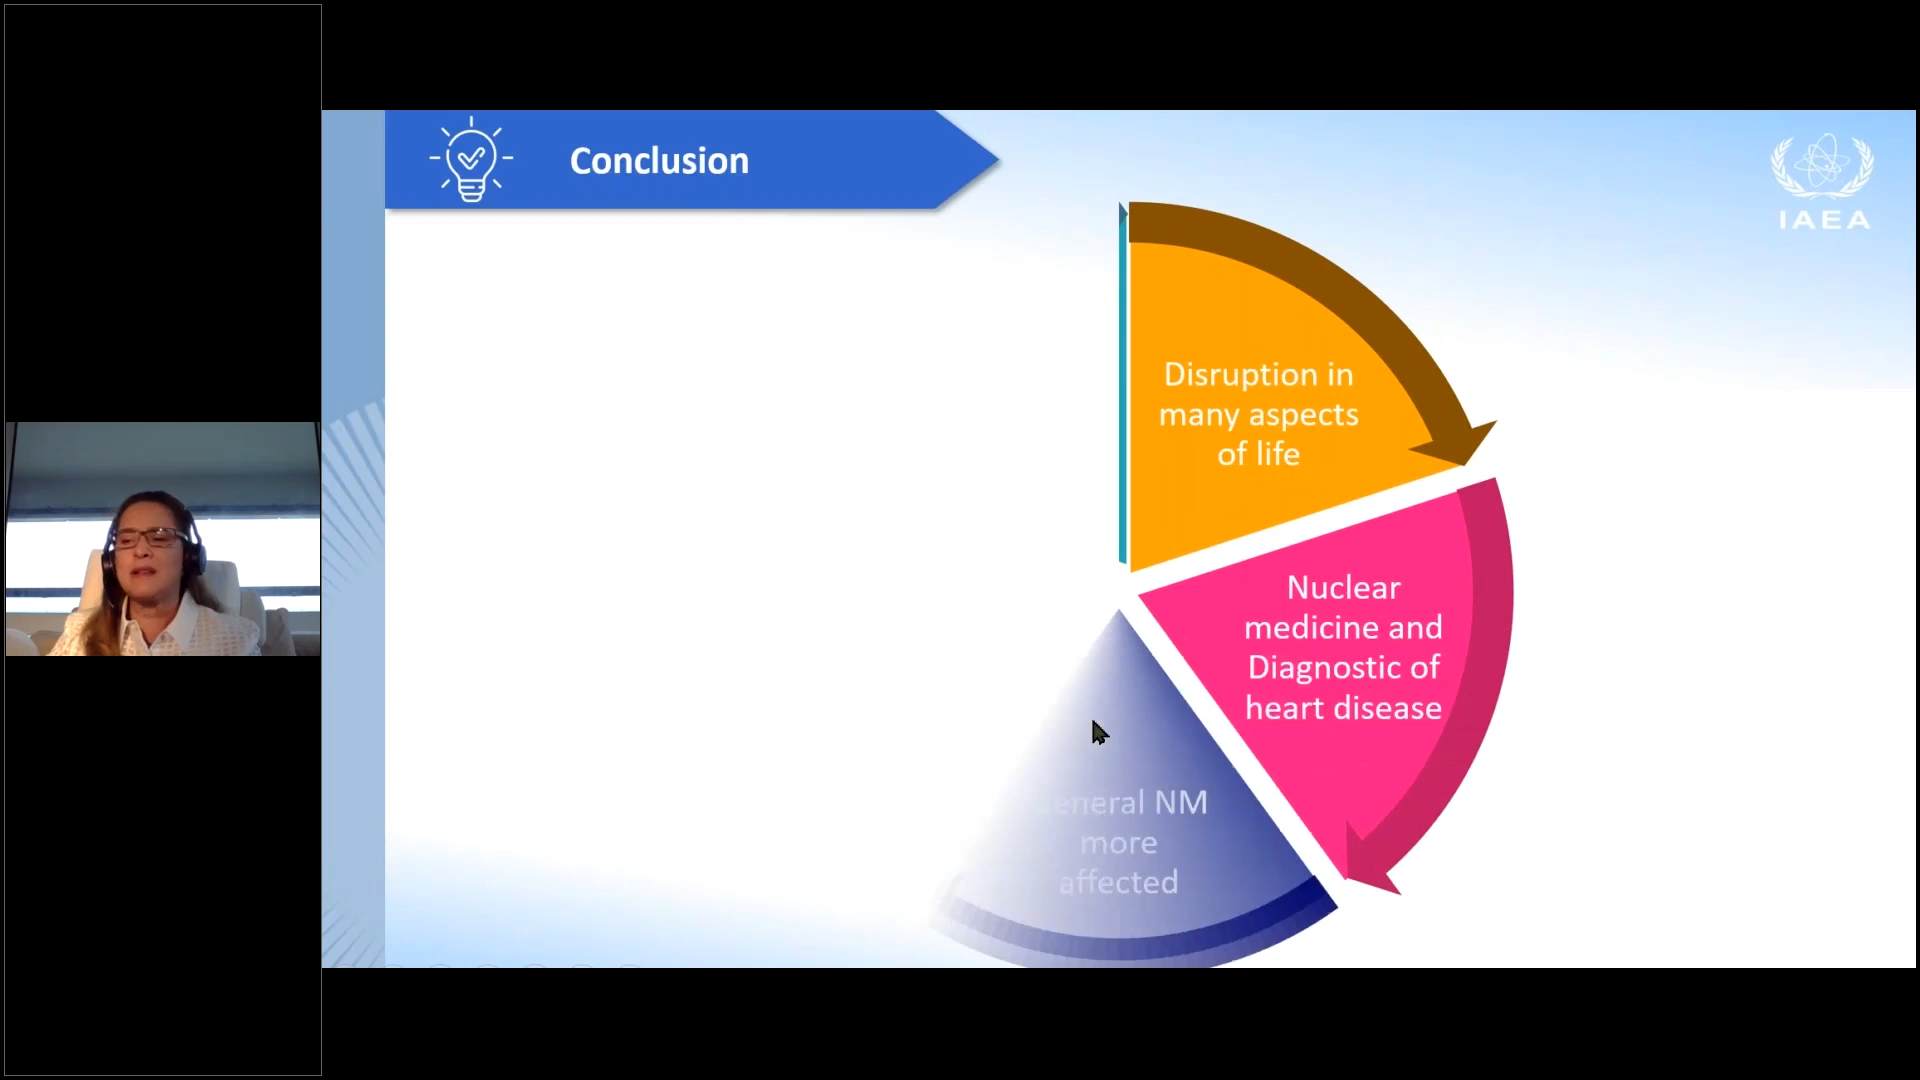 Conclusion
IAEA
Disruption in
many aspects
of life
Nuclear
medicine and
Diagnostic of
heart disease
eneral NM
more
affected